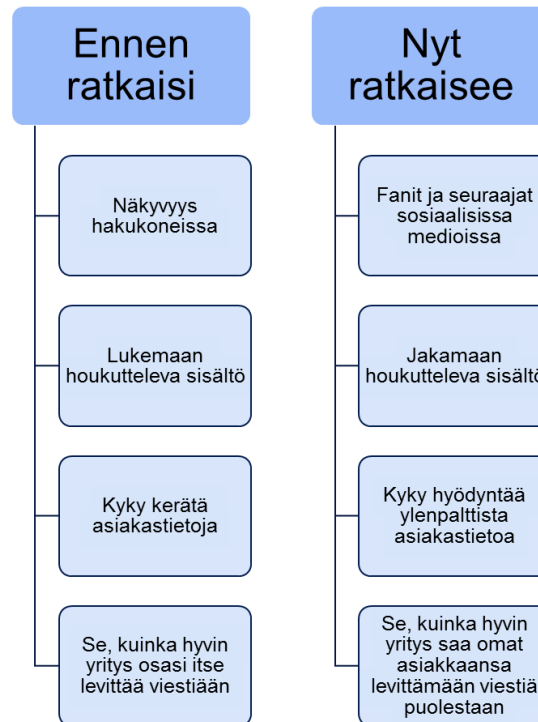 Ennen
ratkaisi
Näkyvyys
hakukoneissa
Lukemaan
houkutteleva sisältö
Kyky kerätä
asiakastietoja
Se, kuinka hyvin
yritys osasi itse
levittää viestiään
Nyt
ratkaisee
Fanit ja seuraajat
sosiaalisissa
medioissa
Jakamaan
houkutteleva sisältö
Kyky hyödyntää
ylenpalttista
asiakastietoa
Se, kuinka hyvin
yritys saa omat
asiakkaansa
levittämään viestiä
puolestaan